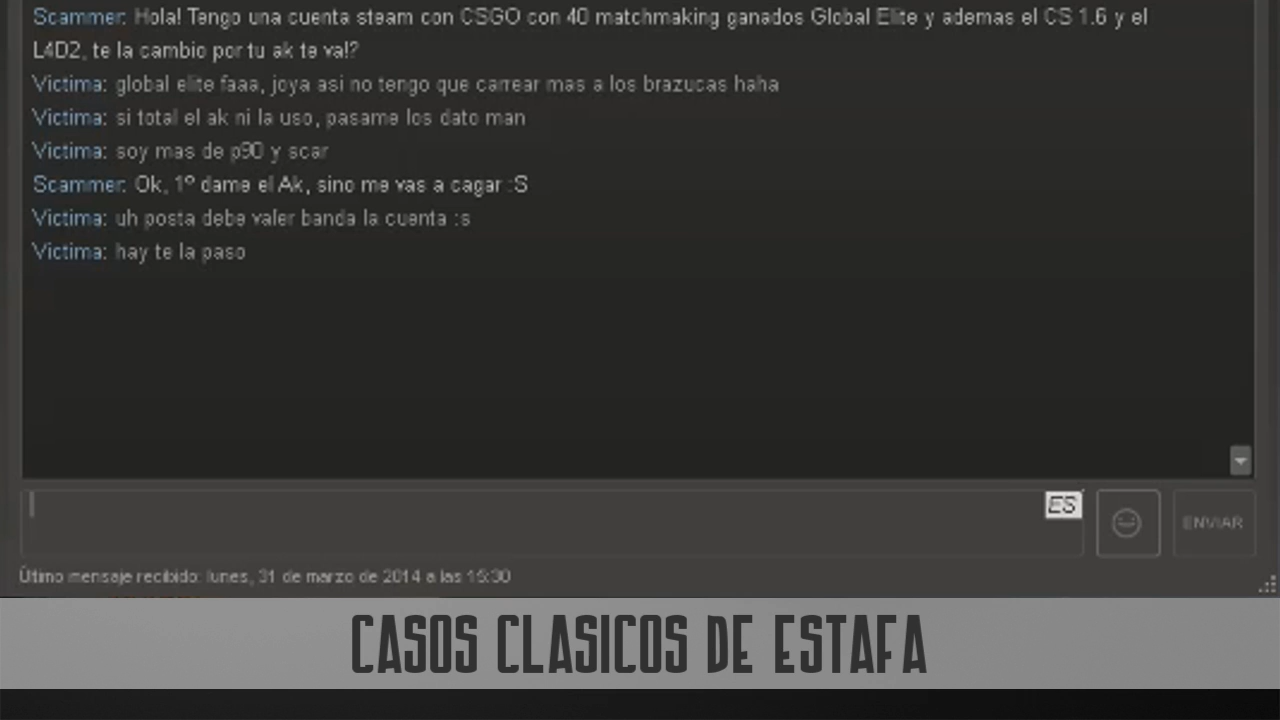 Scammer: Hola! Tengo una cuenta steam con CSGO con 40 matchmaking ganados Global Elite y ademas el CS 1.6 y el
L4D2, te la cambio por tu ak te va!?
Victima: global elite faaa, joya asi no tengo que carrear mas a los brazucas haha
Victima: si total el ak ni la uso, pasame los dato man
Victima: soy mas de p90 y scar
Scammer: Ok, 1º dame el Ak, sino me vas a cagar :S
Victima: uh posta debe valer banda la cuenta :s
Victima: hay te la paso
ES
ENVIAR
Último mensaje recibido: lunes, 31 de marzo de 2014 a las 15:30
CASOS CLASICOS DE ESTAFA